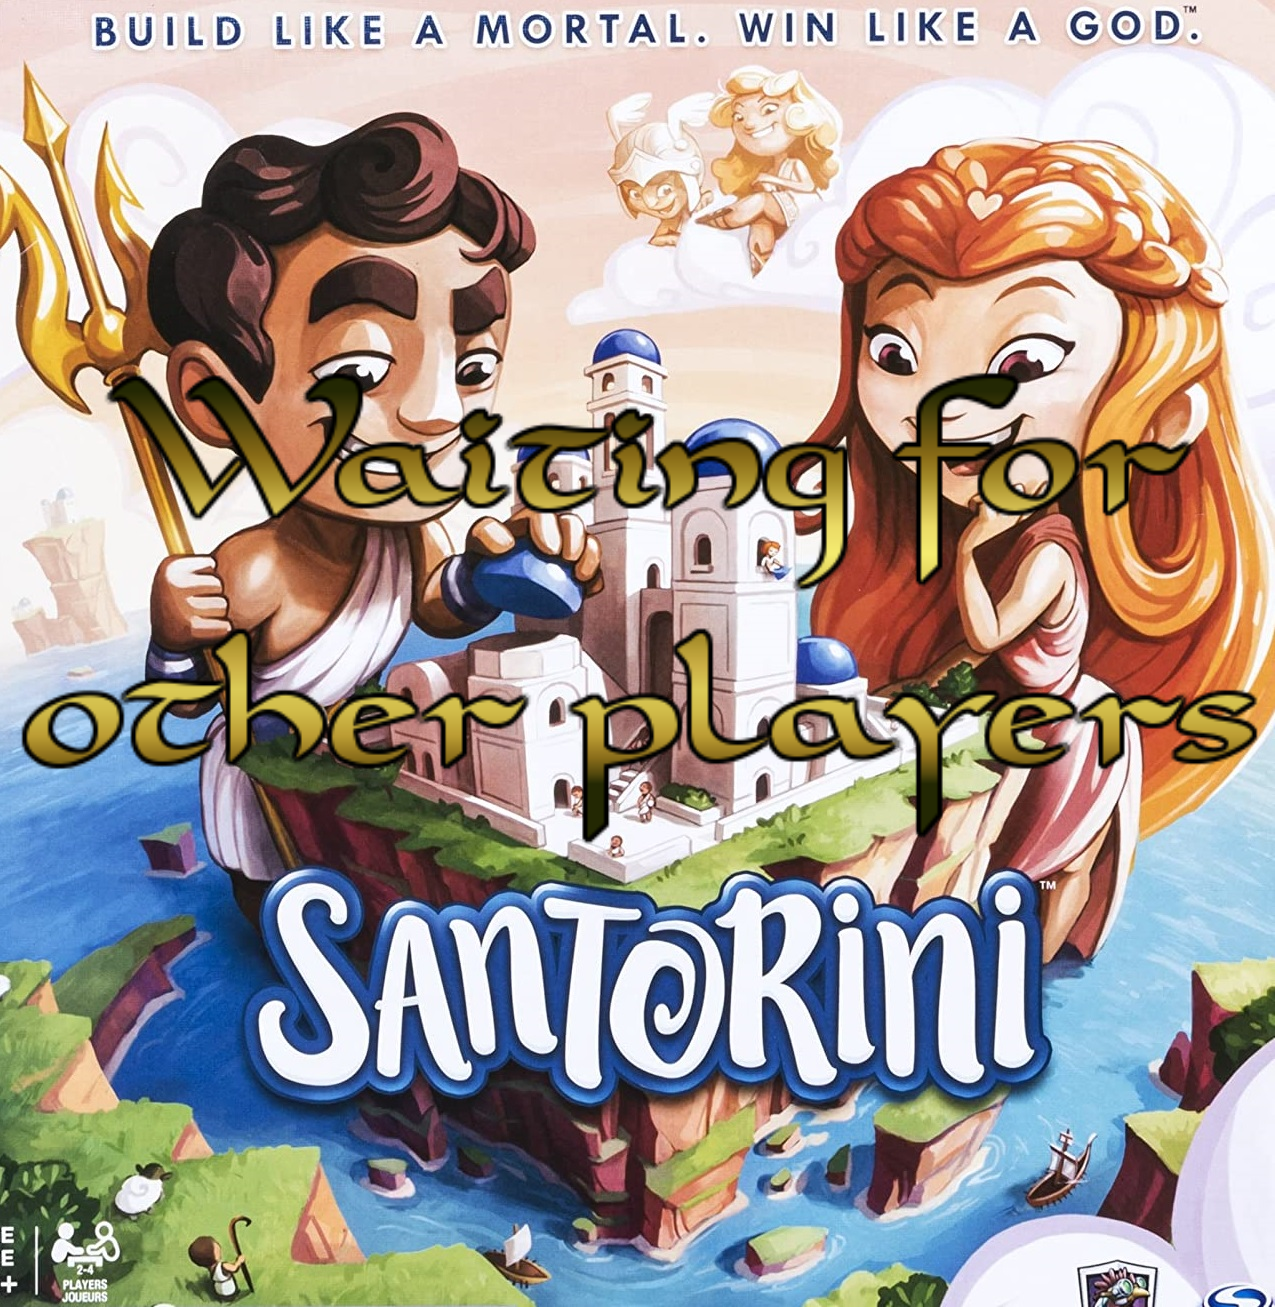 BUILD LIKE A MORTAL. WIN LIKE A GOD.™
Waiting for
other players
SANTORINI™
E
E
+
2-4
PLAYERS
JOUEURS